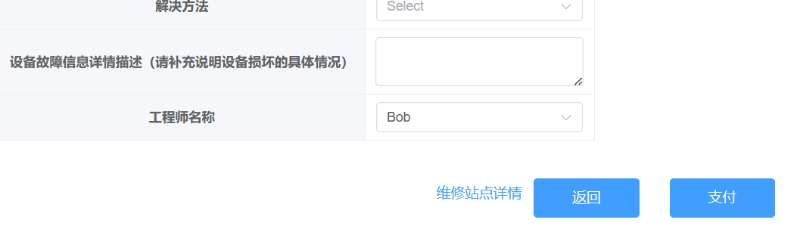 解决方法
Select
设备故障信息详情描述（请补充说明设备损坏的具体情况）
工程师名称
Bob
维修站点详情
返回
支付